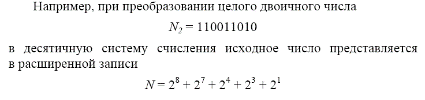 Например, при преобразовании целого двоичного числа
N₂ = 110011010
в десятичную систему счисления исходное число представляется
в расширенной записи
N = 2⁸ + 2⁷ + 2⁴ + 2³ + 2¹